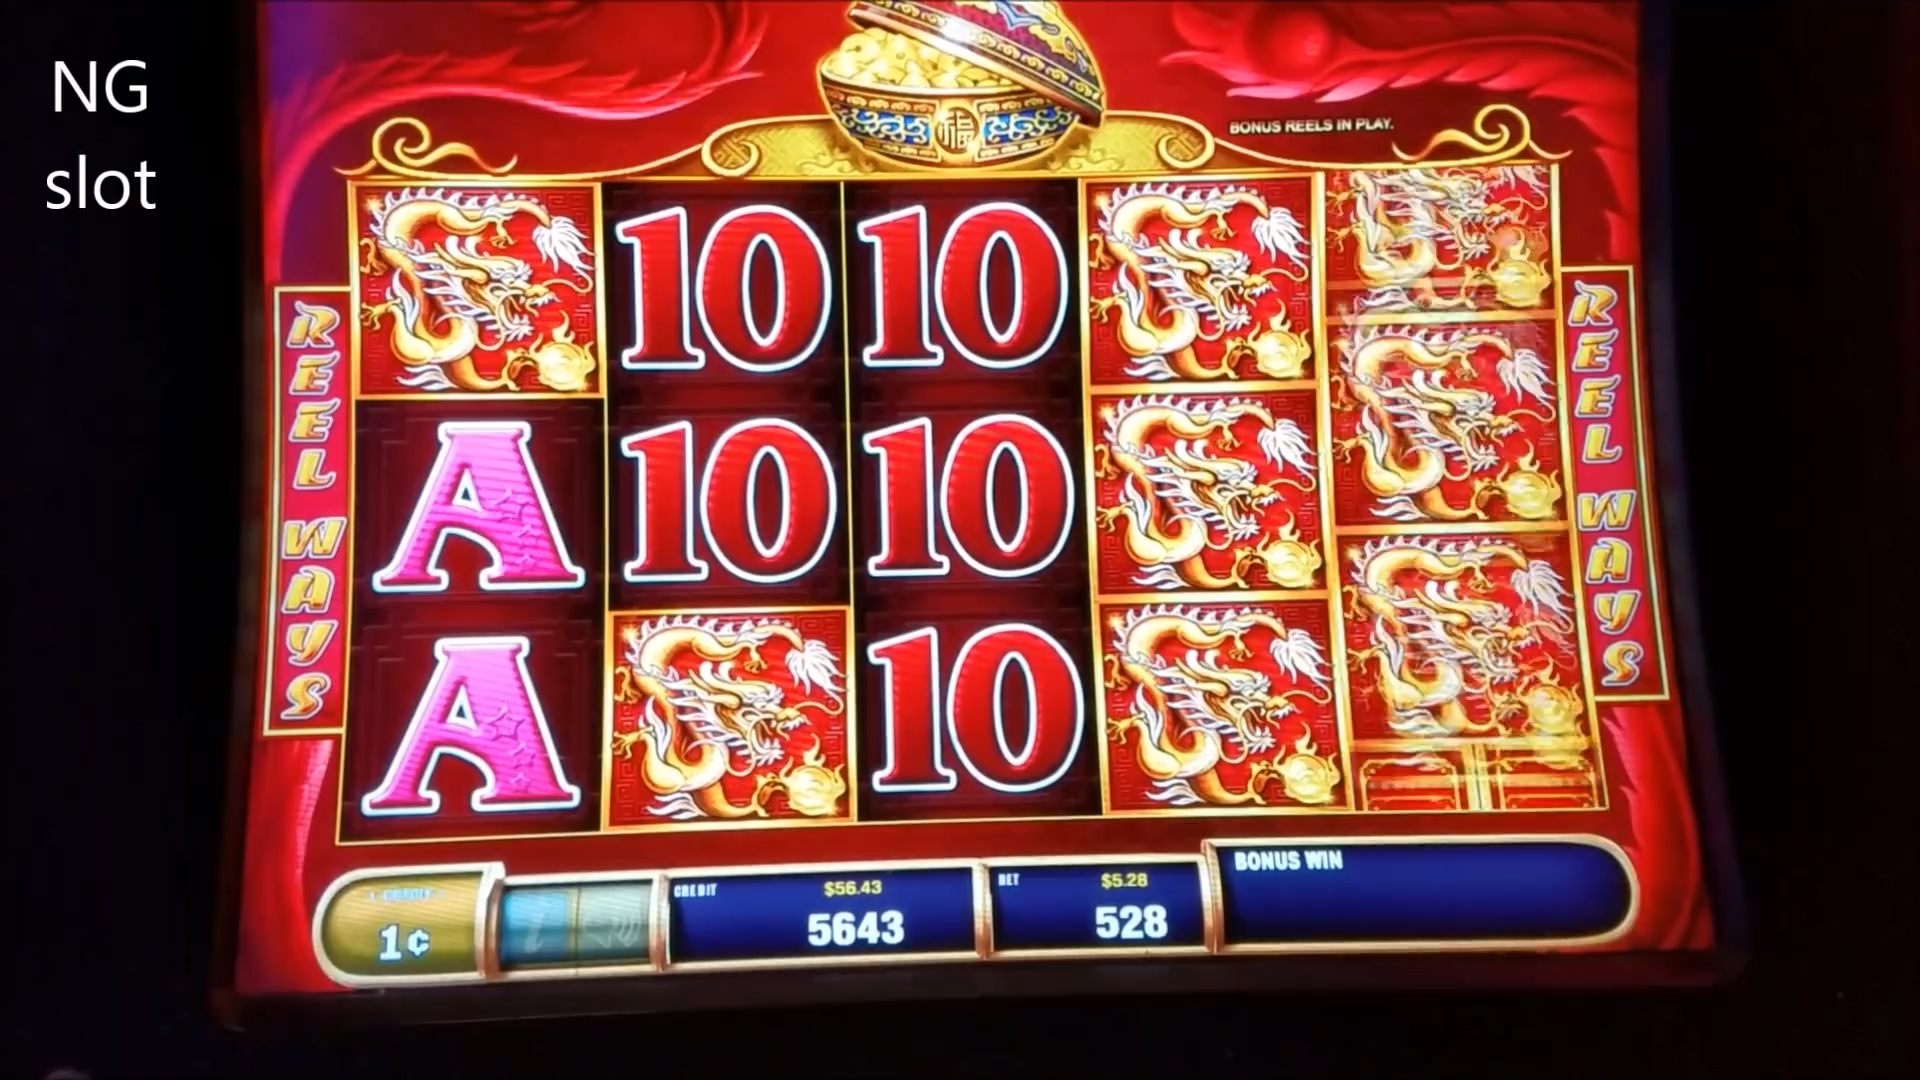 NG
slot
福
BONUS REELS IN PLAY.
REEL WAYS
REEL WAYS
10
10
A
10
10
A
10
1¢
CREDIT
$56.43
5643
BET
$5.28
528
BONUS WIN